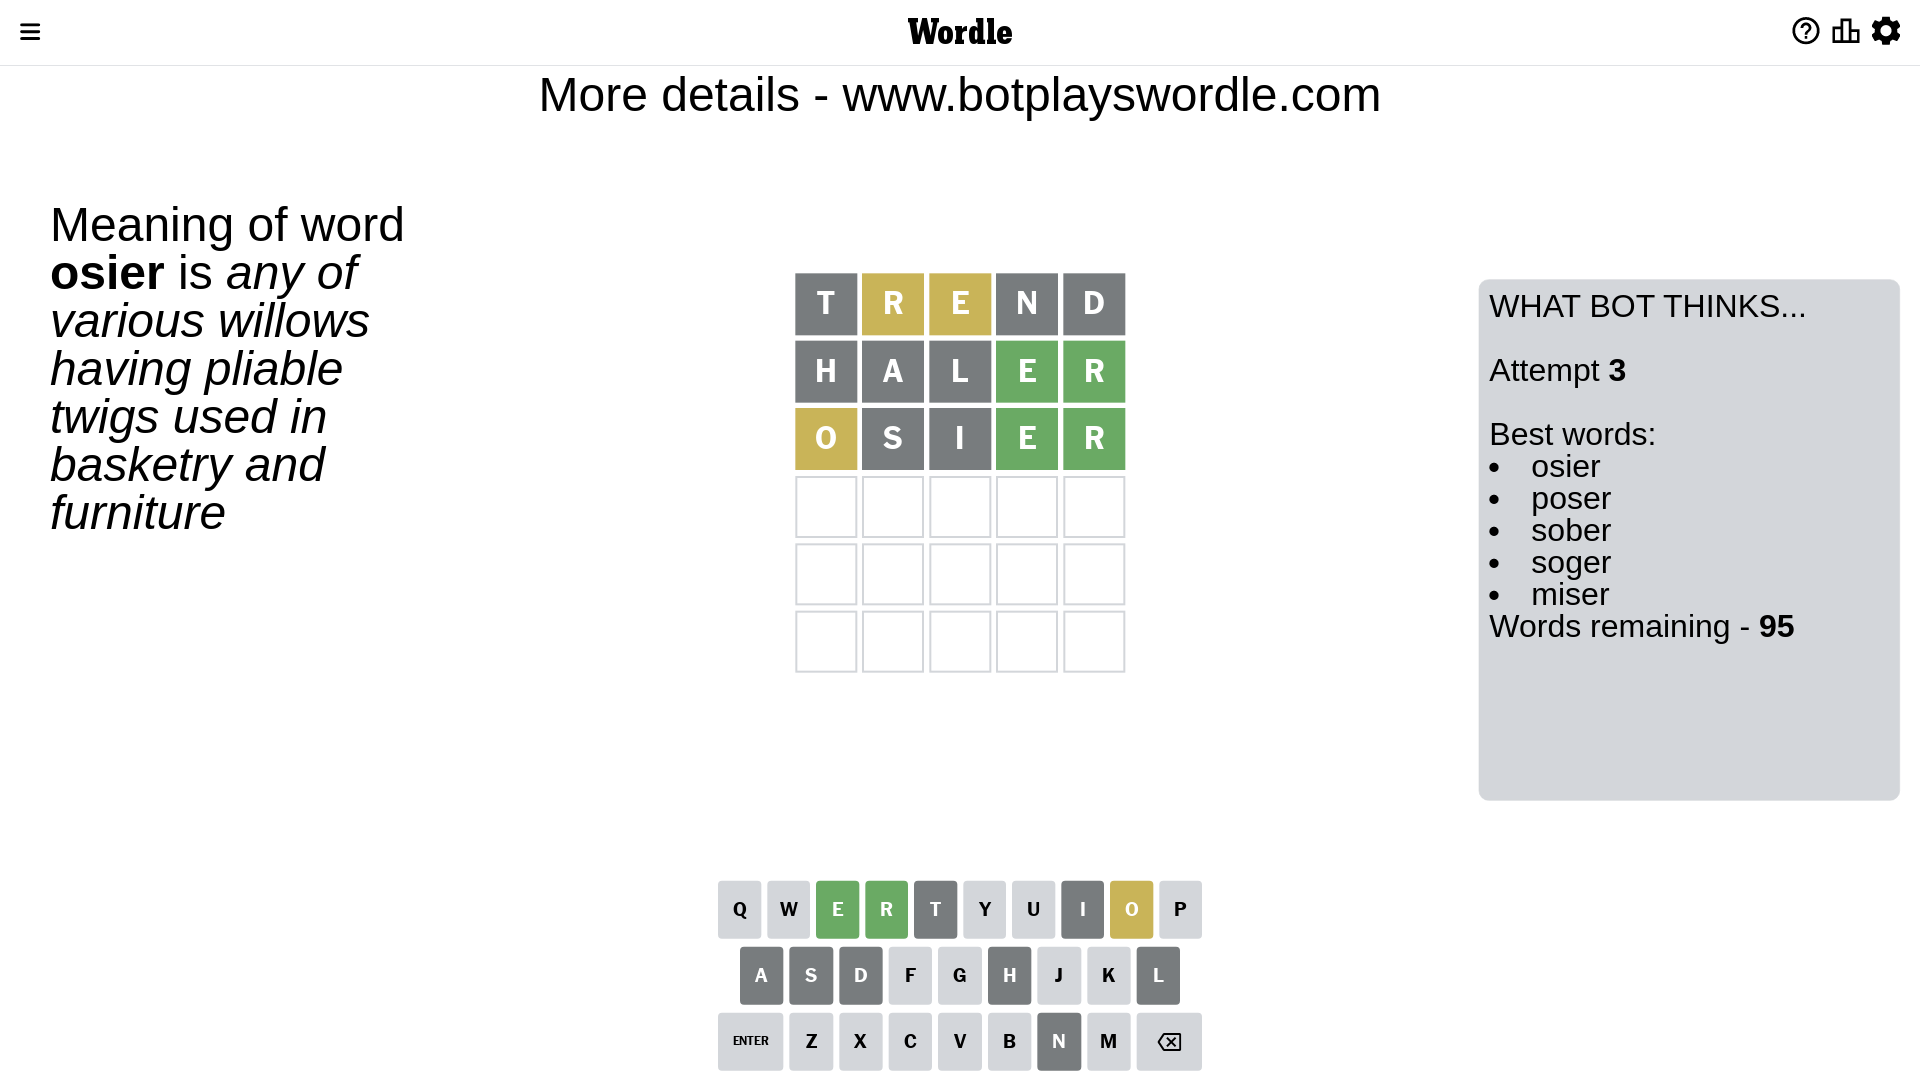 Wordle
More details - www.botplayswordle.com
Meaning of word
osier is any of
various willows
having pliable
twigs used in
basketry and
furniture
T R E N D
H A L E R
O S I E R
WHAT BOT THINKS...
Attempt 3
Best words:
• osier
• poser
• sober
• soger
• miser
Words remaining - 95
Q W E R T Y U I O P
A S D F G H J K L
ENTER Z X C V B N M